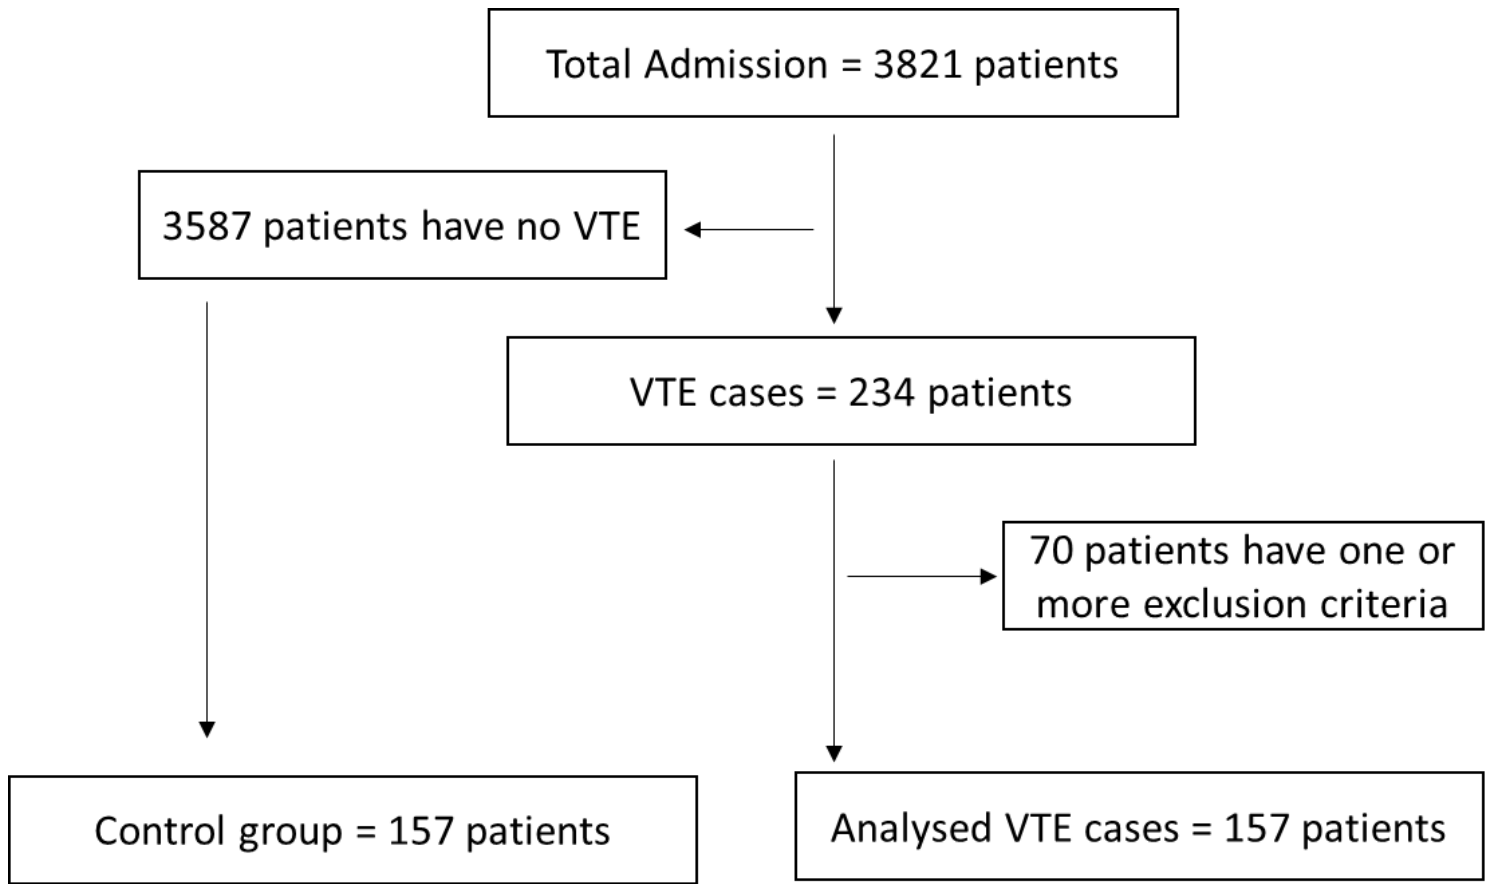 Total Admission = 3821 patients
3587 patients have no VTE
VTE cases = 234 patients
70 patients have one or
more exclusion criteria
Control group = 157 patients
Analysed VTE cases = 157 patients